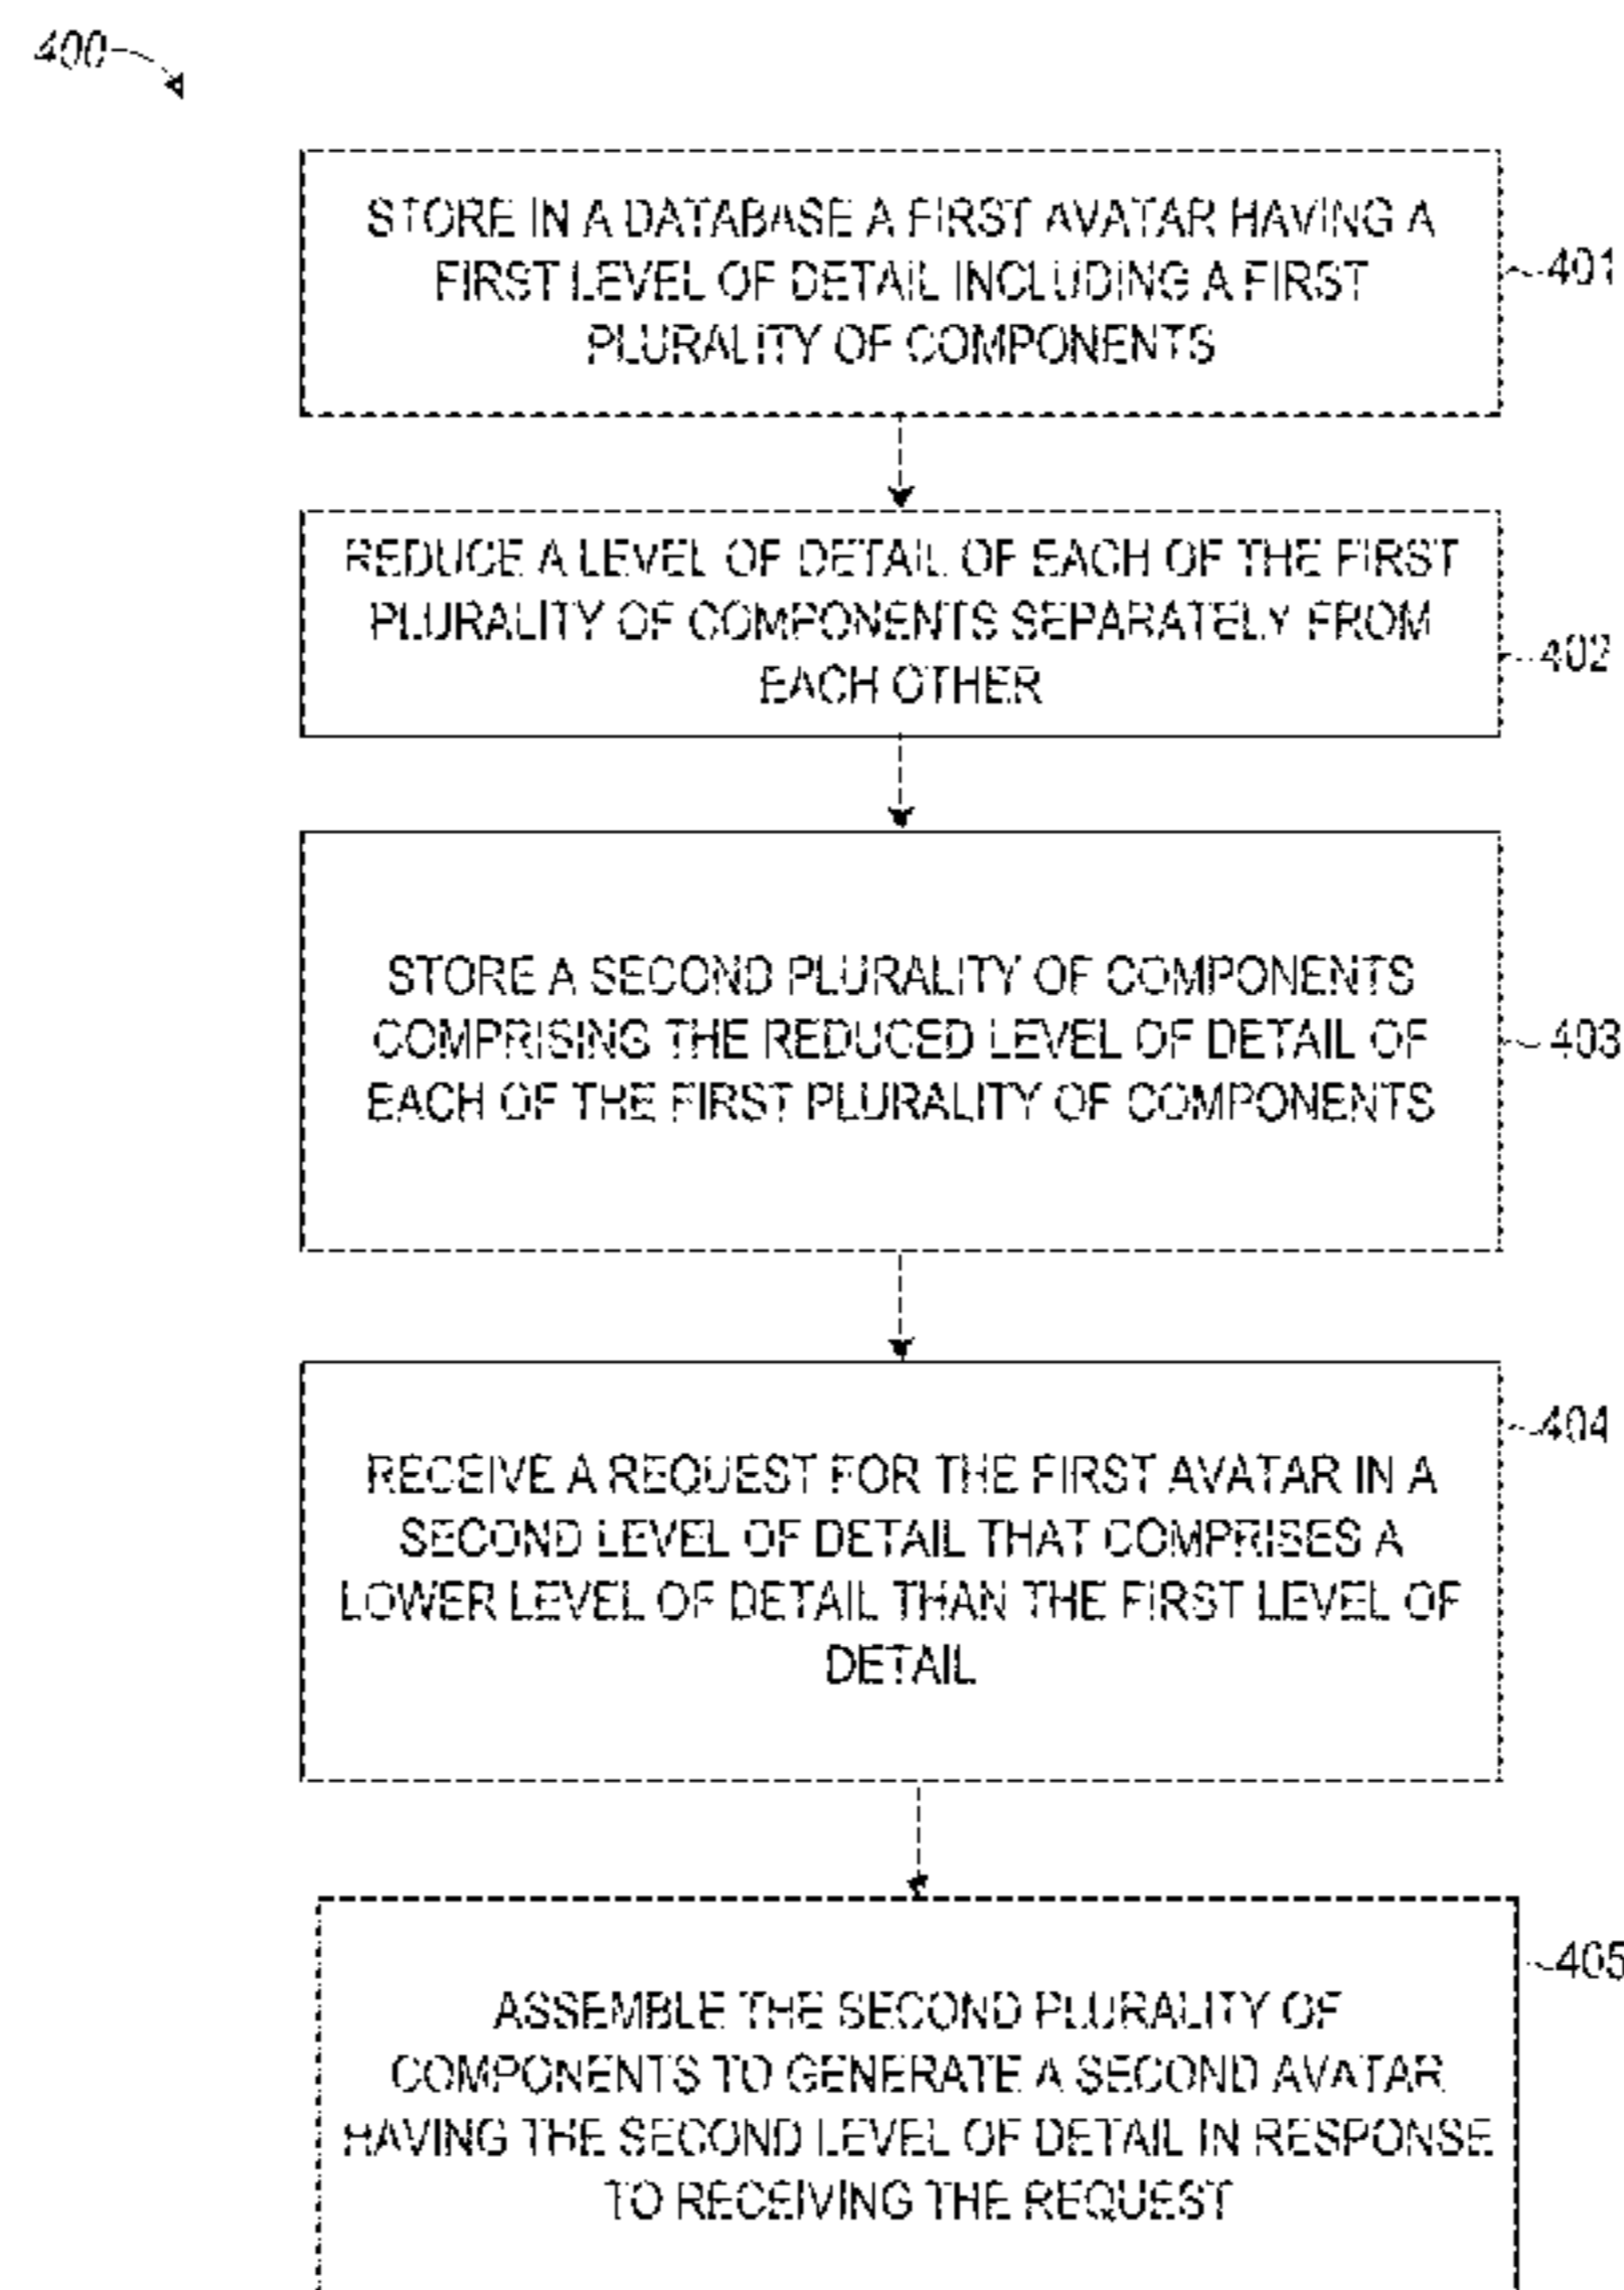 400
STORE IN A DATABASE A FIRST AVATAR HAVING A
FIRST LEVEL OF DETAIL INCLUDING A FIRST
PLURALITY OF COMPONENTS
401
REDUCE A LEVEL OF DETAIL OF EACH OF THE FIRST
PLURALITY OF COMPONENTS SEPARATELY FROM
EACH OTHER
402
STORE A SECOND PLURALITY OF COMPONENTS
COMPRISING THE REDUCED LEVEL OF DETAIL OF
EACH OF THE FIRST PLURALITY OF COMPONENTS
403
RECEIVE A REQUEST FOR THE FIRST AVATAR IN A
SECOND LEVEL OF DETAIL THAT COMPRISES A
LOWER LEVEL OF DETAIL THAN THE FIRST LEVEL OF
DETAIL
404
ASSEMBLE THE SECOND PLURALITY OF
COMPONENTS TO GENERATE A SECOND AVATAR
HAVING THE SECOND LEVEL OF DETAIL IN RESPONSE
TO RECEIVING THE REQUEST
405